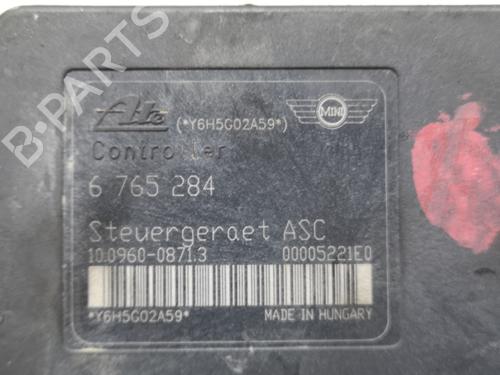 Ate (*Y6H5G02A59*) MINI
Controller
6 765 284
Steuergeraet ASC
10.0960-0871.3 00005221E0
*Y6H5G02A59* MADE IN HUNGARY
B-PARTS